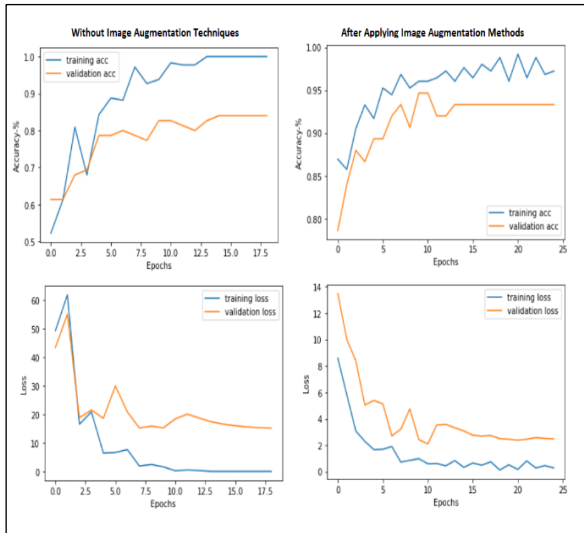 Without Image Augmentation Techniques
After Applying Image Augmentation Methods
1.0
0.9
0.8
0.7
0.6
0.5
Accuracy-%
training acc
validation acc
0.0 2.5 5.0 7.5 10.0 12.5 15.0 17.5
Epochs
1.00
0.95
0.90
0.85
0.80
Accuracy-%
training acc
validation acc
0 5 10 15 20 25
Epochs
60
50
40
30
20
10
0
Loss
training loss
validation loss
0.0 2.5 5.0 7.5 10.0 12.5 15.0 17.5
Epochs
14
12
10
8
6
4
2
0
Loss
training loss
validation loss
0 5 10 15 20 25
Epochs